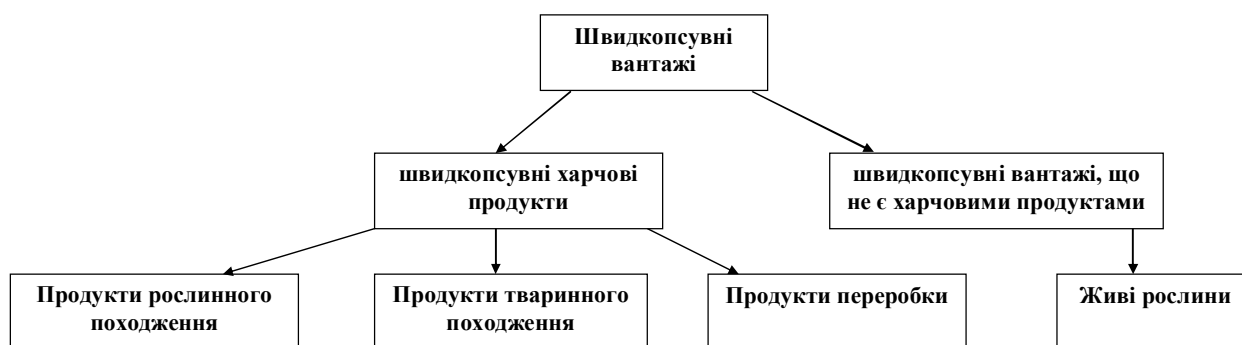 Швидкопсувні
вантажі
швидкопсувні харчові
продукти
швидкопсувні вантажі, що
не є харчовими продуктами
Продукти рослинного
походження
Продукти тваринного
походження
Продукти переробки
Живі рослини